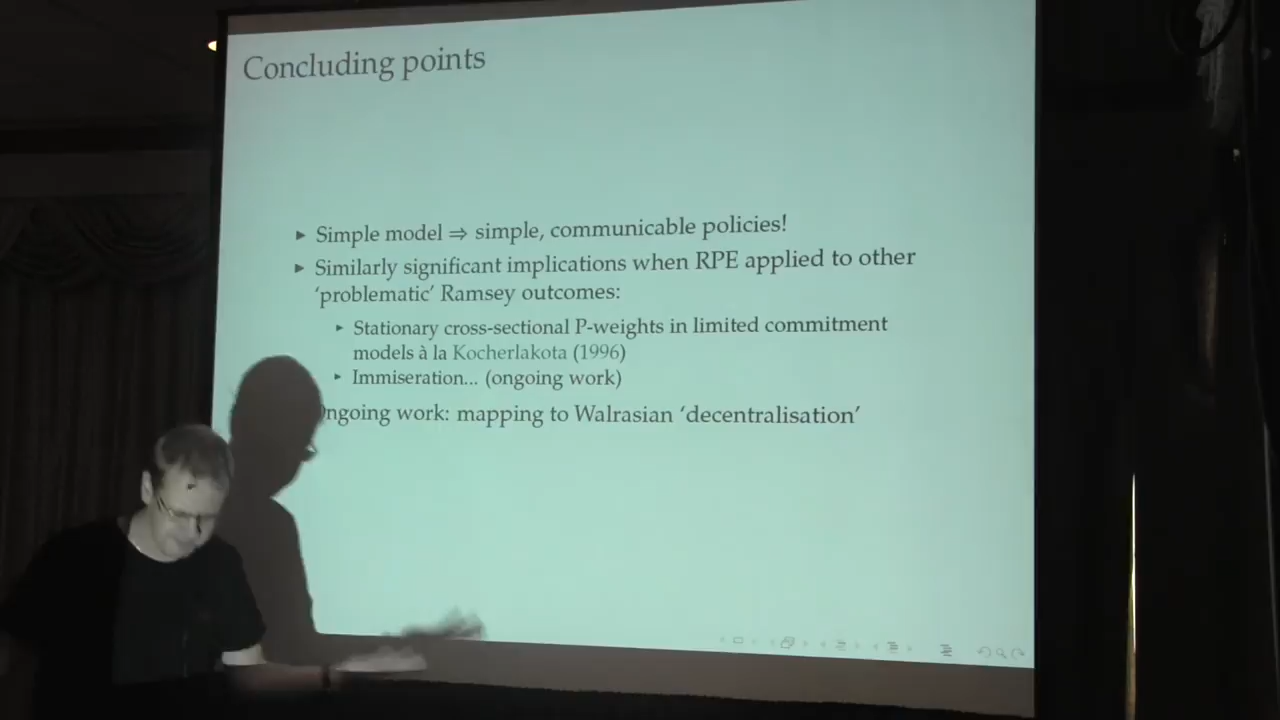 Concluding points
Simple model ⇒ simple, communicable policies!
Similarly significant implications when RPE applied to other
‘problematic’ Ramsey outcomes:
Stationary cross-sectional P-weights in limited commitment
models à la Kocherlakota (1996)
Immiseration... (ongoing work)
Ongoing work: mapping to Walrasian ‘decentralisation’